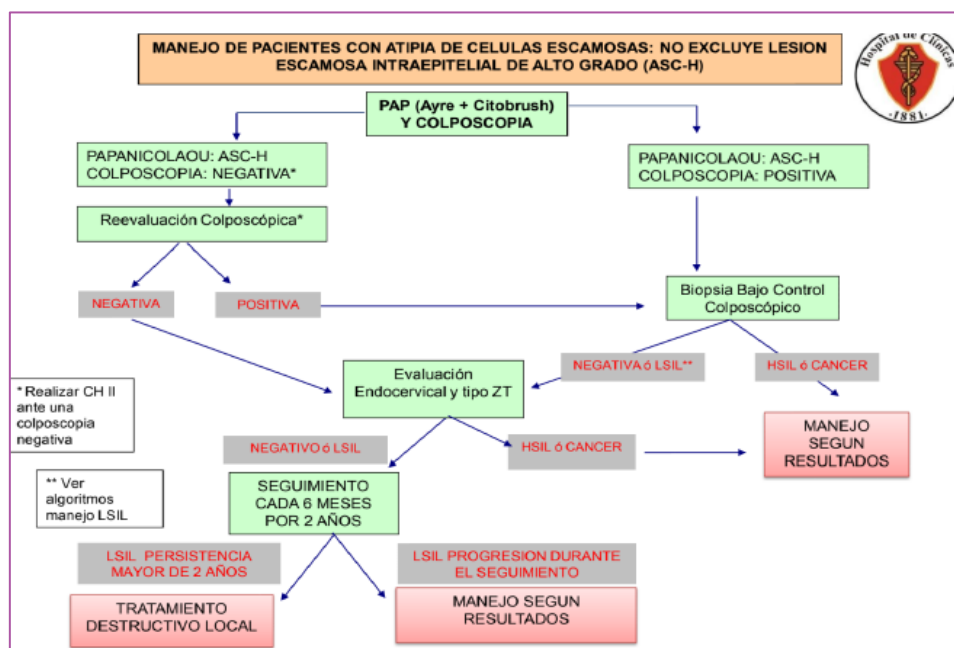 MANEJO DE PACIENTES CON ATIPIA DE CELULAS ESCAMOSAS: NO EXCLUYE LESION
ESCAMOSA INTRAEPITELIAL DE ALTO GRADO (ASC-H)
Hospital de Clínicas
-1881-
PAP (Ayre + Citobrush)
Y COLPOSCOPIA
PAPANICOLAOU: ASC-H
COLPOSCOPIA: NEGATIVA*
PAPANICOLAOU: ASC-H
COLPOSCOPIA: POSITIVA
Reevaluación Colposcópica*
NEGATIVA
POSITIVA
Biopsia Bajo Control
Colposcópico
NEGATIVA ó LSIL**
HSIL ó CANCER
Evaluación
Endocervical y tipo ZT
* Realizar CH II
ante una
colposcopia
negativa
NEGATIVO ó LSIL
HSIL ó CANCER
MANEJO
SEGUN
RESULTADOS
** Ver
algoritmos
manejo LSIL
SEGUIMIENTO
CADA 6 MESES
POR 2 AÑOS
LSIL PERSISTENCIA
MAYOR DE 2 AÑOS
LSIL PROGRESION DURANTE
EL SEGUIMIENTO
TRATAMIENTO
DESTRUCTIVO LOCAL
MANEJO SEGUN
RESULTADOS